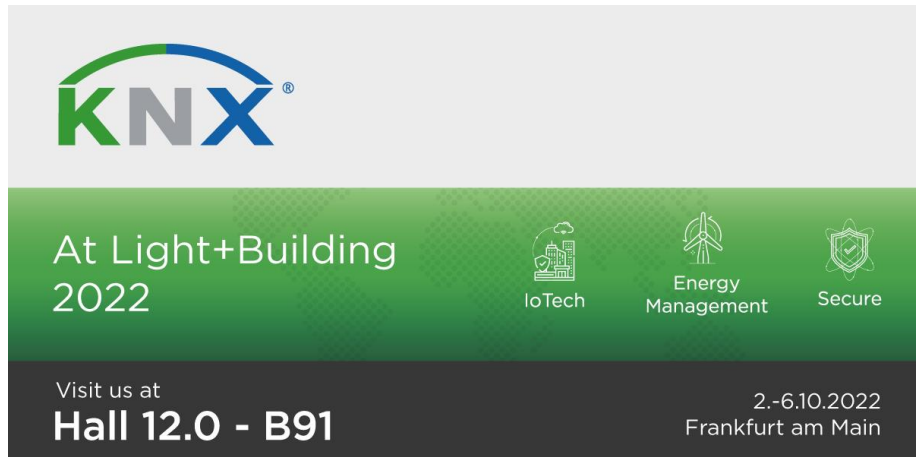 KNX®
At Light+Building
2022
IoTech
Energy
Management
Secure
Visit us at
Hall 12.0 - B91
2.-6.10.2022
Frankfurt am Main